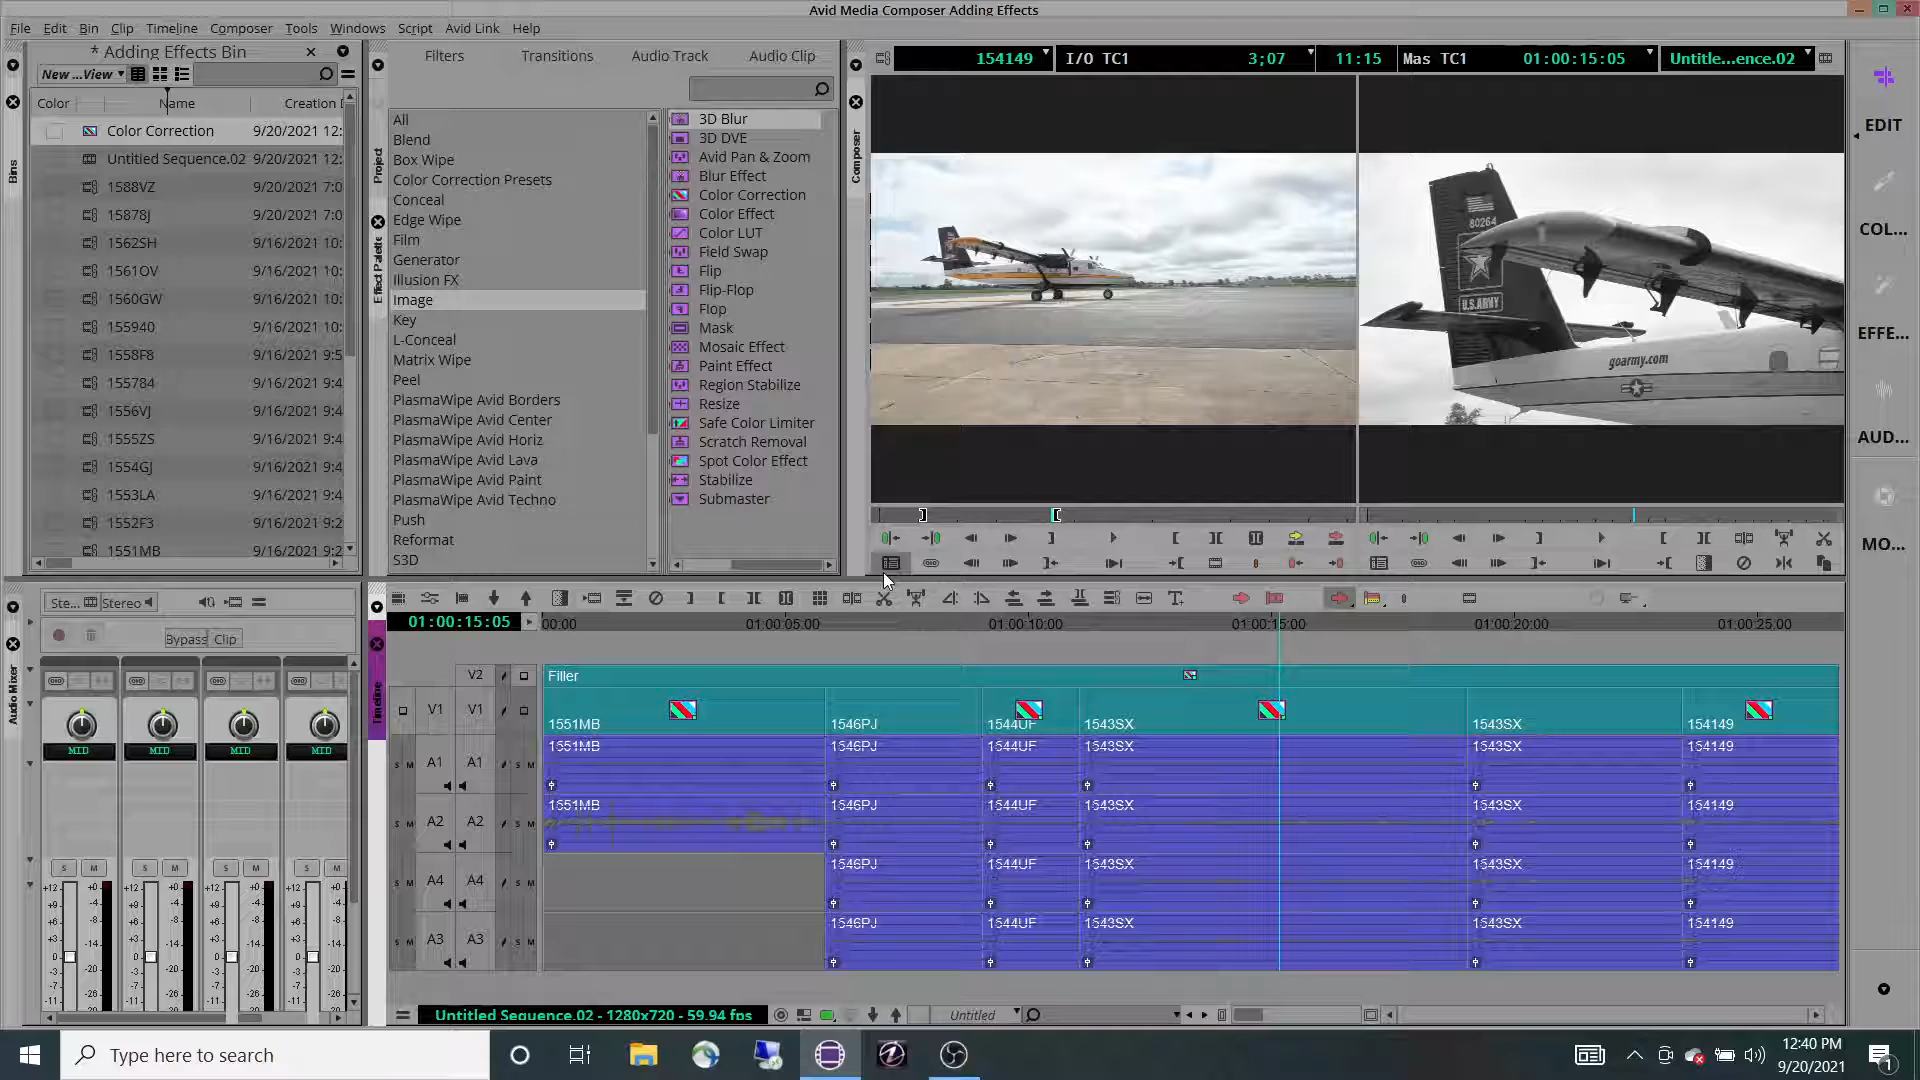 Avid Media Composer Adding Effects
File Edit Bin Clip Timeline Composer Tools Windows Script Avid Link Help
* Adding Effects Bin
New ...View
Color Name Creation D
Color Correction 9/20/2021 12:
Untitled Sequence.02 9/20/2021 12:
1588VZ 9/20/2021 7:0
15878J 9/20/2021 7:0
1562SH 9/16/2021 10:
1561OV 9/16/2021 10:
1560GW 9/16/2021 10:
155940 9/16/2021 10:
1558F8 9/16/2021 9:5
155784 9/16/2021 9:4
1556VJ 9/16/2021 9:4
1555ZS 9/16/2021 9:4
1554GJ 9/16/2021 9:4
1553LA 9/16/2021 9:4
1552F3 9/16/2021 9:2
1551MB 9/16/2021 9:2
Bins
Project
Effect Palette
Filters Transitions Audio Track Audio Clip
All
Blend
Box Wipe
Color Correction Presets
Conceal
Edge Wipe
Film
Generator
Illusion FX
Image
Key
L-Conceal
Matrix Wipe
Peel
PlasmaWipe Avid Borders
PlasmaWipe Avid Center
PlasmaWipe Avid Horiz
PlasmaWipe Avid Lava
PlasmaWipe Avid Paint
PlasmaWipe Avid Techno
Push
Reformat
S3D
3D Blur
3D DVE
Avid Pan & Zoom
Blur Effect
Color Correction
Color Effect
Color LUT
Field Swap
Flip
Flip-Flop
Flop
Mask
Mosaic Effect
Paint Effect
Region Stabilize
Resize
Safe Color Limiter
Scratch Removal
Spot Color Effect
Stabilize
Submaster
Composer
154149 I/O TC1 3;07 11:15 Mas TC1 01:00:15:05 Untitle...ence.02
80264
U.S.ARMY
goarmy.com
EDIT
COL...
EFFE...
AUD...
MO...
Audio Mixer
Ste... Stereo
Bypass Clip
MID MID MID MID
S M S M S M S
+12 +0 +12 +0 +12 +0 +12 +0
+9 +9 +9 +9
+6 +6 +6 +6
+3 -14 +3 -14 +3 -14 +3 -14
0 0 0 0
-3 -20 -3 -20 -3 -20 -3 -20
-7 -7 -7 -7
-11 -26 -11 -26 -11 -26 -11 -26
Timeline
01:00:15:05 00:00 01:00:05:00 01:00:10:00 01:00:15:00 01:00:20:00 01:00:25:00
V2 Filler
V1 V1 1551MB 1546PJ 1544UF 1543SX 1543SX 154149
S M A1 A1 S M 1551MB 1546PJ 1544UF 1543SX 1543SX 154149
S M A2 A2 S M 1551MB 1546PJ 1544UF 1543SX 1543SX 154149
S M A4 A4 S M 1546PJ 1544UF 1543SX 1543SX 154149
S M A3 A3 S M 1546PJ 1544UF 1543SX 1543SX 154149
Untitled Sequence.02 - 1280x720 - 59.94 fps Untitled
Type here to search
12:40 PM
9/20/2021
1